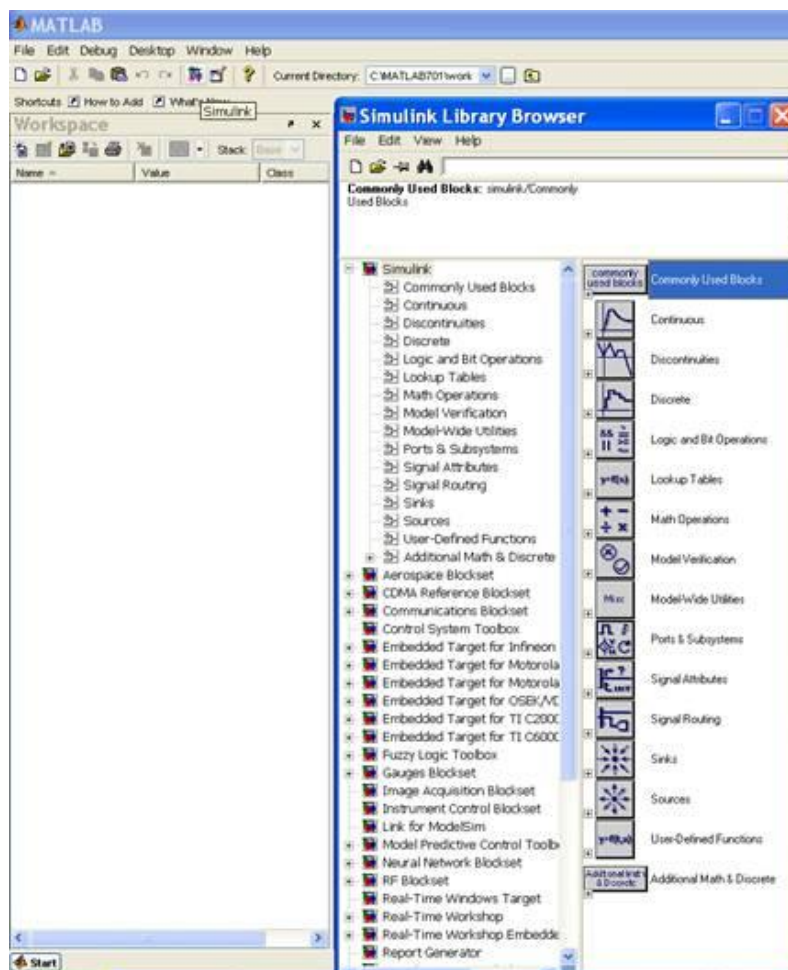 MATLAB
File Edit Debug Desktop Window Help
Current Directory: C:\MATLAB701\work
Shortcuts How to Add What's New
Simulink
Workspace
Stack:
Name Value Class
Start
Simulink Library Browser
File Edit View Help
Commonly Used Blocks: simulink/Commonly
Used Blocks
Simulink
Commonly Used Blocks
Continuous
Discontinuities
Discrete
Logic and Bit Operations
Lookup Tables
Math Operations
Model Verification
Model-Wide Utilities
Ports & Subsystems
Signal Attributes
Signal Routing
Sinks
Sources
User-Defined Functions
Additional Math & Discrete
Aerospace Blockset
CDMA Reference Blockset
Communications Blockset
Control System Toolbox
Embedded Target for Infineon
Embedded Target for Motorola
Embedded Target for Motorola
Embedded Target for OSEK/VD
Embedded Target for TI C2000
Embedded Target for TI C6000
Fuzzy Logic Toolbox
Gauges Blockset
Image Acquisition Blockset
Instrument Control Blockset
Link for ModelSim
Model Predictive Control Toolb
Neural Network Blockset
RF Blockset
Real-Time Windows Target
Real-Time Workshop
Real-Time Workshop Embedde
Report Generator
commonly
used blocks
Commonly Used Blocks
Continuous
Discontinuities
Discrete
Logic and Bit Operations
y=f(u)
Lookup Tables
+ −
÷ ×
Math Operations
Model Verification
Misc
Model-Wide Utilities
Ports & Subsystems
Signal Attributes
Signal Routing
Sinks
Sources
y=f(u)
User-Defined Functions
Additional Math
& Discrete
Additional Math & Discrete